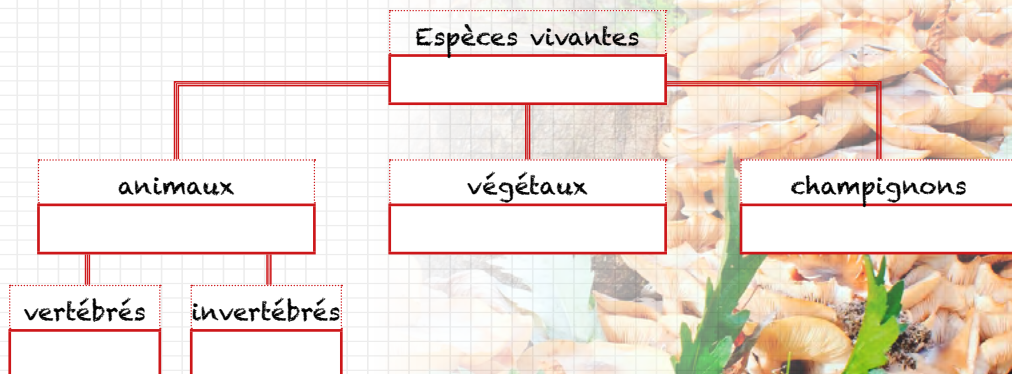 Espèces vivantes
animaux
végétaux
champignons
vertébrés
invertébrés